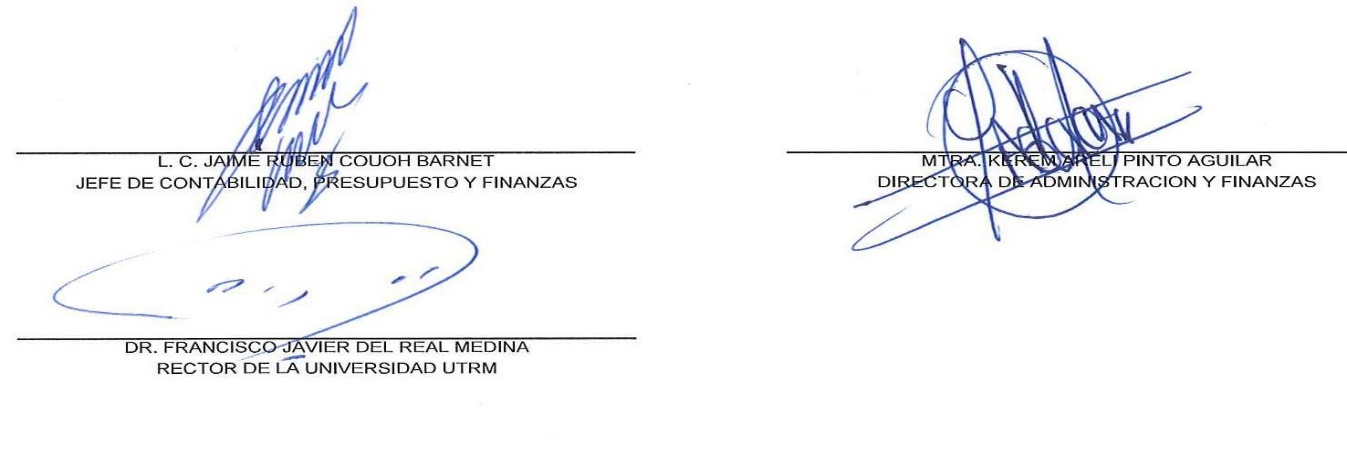 L. C. JAIME RUBEN COUOH BARNET
JEFE DE CONTABILIDAD, PRESUPUESTO Y FINANZAS
MTRA. KEREM ARELI PINTO AGUILAR
DIRECTORA DE ADMINISTRACION Y FINANZAS
DR. FRANCISCO JAVIER DEL REAL MEDINA
RECTOR DE LA UNIVERSIDAD UTRM